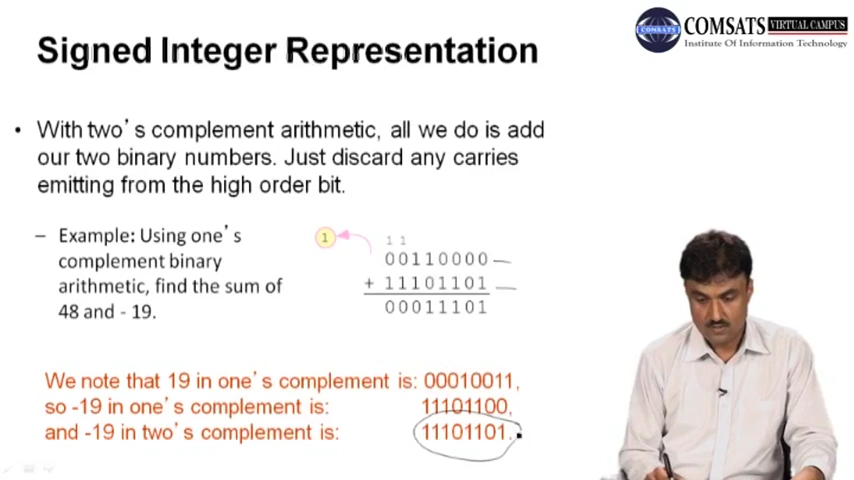 COMSATS VIRTUAL CAMPUS
COMSATS
Institute Of Information Technology
Signed Integer Representation
• With two's complement arithmetic, all we do is add
our two binary numbers. Just discard any carries
emitting from the high order bit.
– Example: Using one's
complement binary
arithmetic, find the sum of
48 and - 19.
1
1 1
00110000
+ 11101101
00011101
We note that 19 in one's complement is: 00010011,
so -19 in one's complement is: 11101100,
and -19 in two's complement is: 11101101.